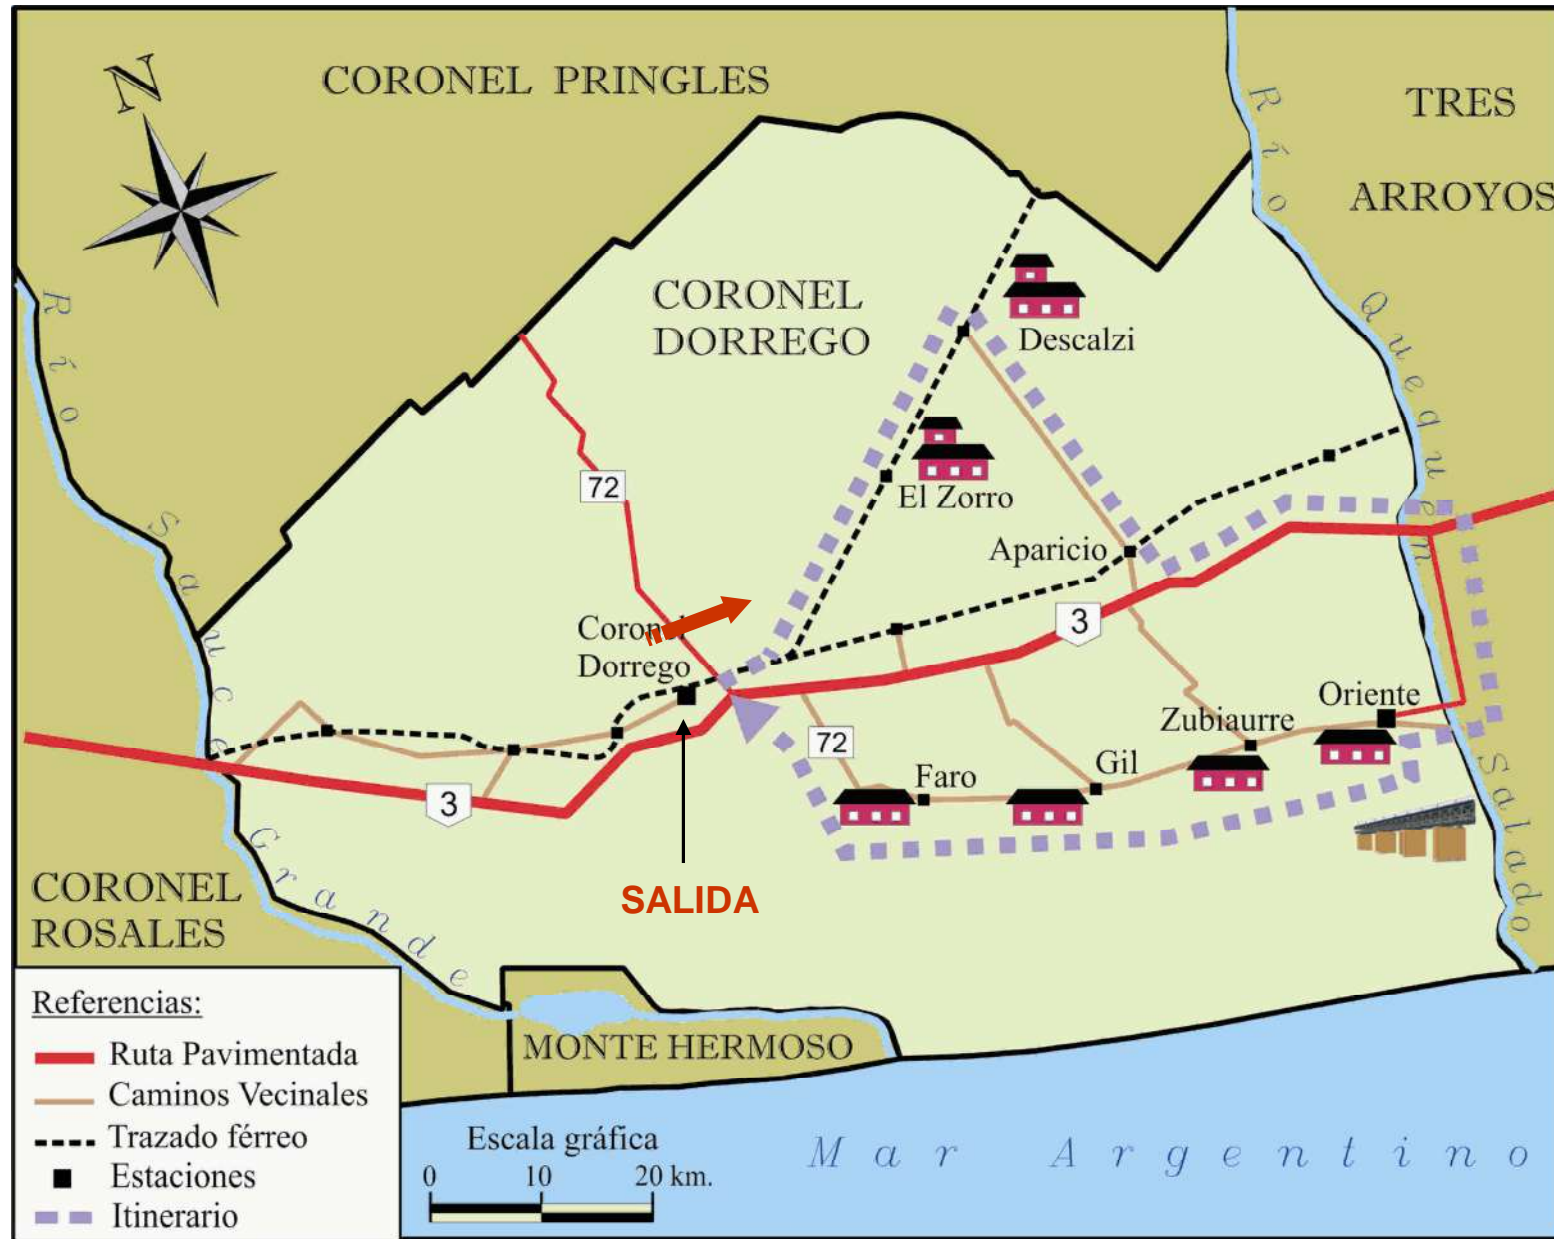 N
CORONEL PRINGLES
TRES
ARROYOS
Río
Quequen
Salado
Río
Sauce
Grande
CORONEL
DORREGO
Descalzi
72
El Zorro
Aparicio
3
Coronel
Dorrego
Oriente
Zubiaurre
72
Gil
Faro
3
SALIDA
CORONEL
ROSALES
MONTE HERMOSO
Mar Argentino
Referencias:
Ruta Pavimentada
Caminos Vecinales
Trazado férreo
Estaciones
Itinerario
Escala gráfica
0 10 20 km.